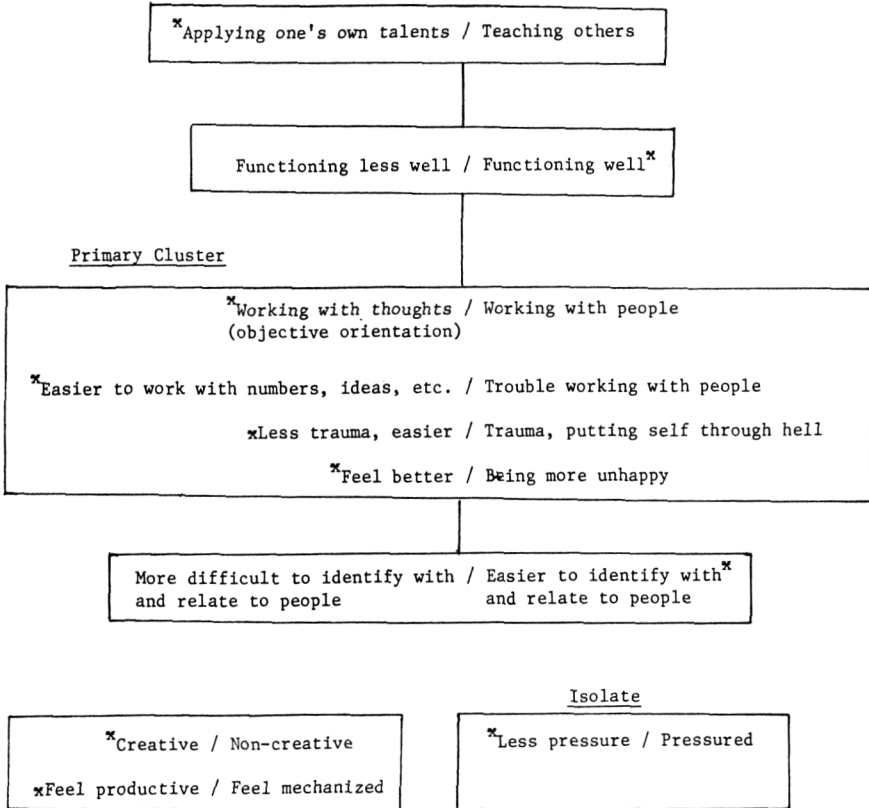 *Applying one's own talents / Teaching others
Functioning less well / Functioning well*
Primary Cluster
*Working with thoughts / Working with people
(objective orientation)
*Easier to work with numbers, ideas, etc. / Trouble working with people
*Less trauma, easier / Trauma, putting self through hell
*Feel better / Being more unhappy
More difficult to identify with / Easier to identify with*
and relate to people and relate to people
Isolate
*Creative / Non-creative
*Feel productive / Feel mechanized
*Less pressure / Pressured